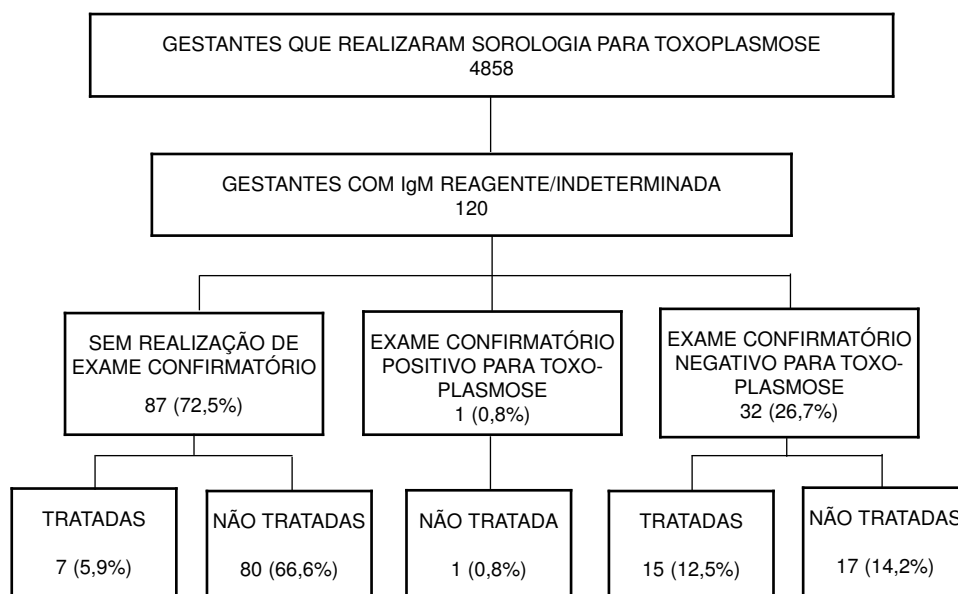 GESTANTES QUE REALIZARAM SOROLOGIA PARA TOXOPLASMOSE
4858
GESTANTES COM IgM REAGENTE/INDETERMINADA
120
SEM REALIZAÇÃO DE
EXAME CONFIRMATÓRIO
87 (72,5%)
EXAME CONFIRMATÓRIO
POSITIVO PARA TOXO-
PLASMOSE
1 (0,8%)
EXAME CONFIRMATÓRIO
NEGATIVO PARA TOXO-
PLASMOSE
32 (26,7%)
TRATADAS
7 (5,9%)
NÃO TRATADAS
80 (66,6%)
NÃO TRATADA
1 (0,8%)
TRATADAS
15 (12,5%)
NÃO TRATADAS
17 (14,2%)